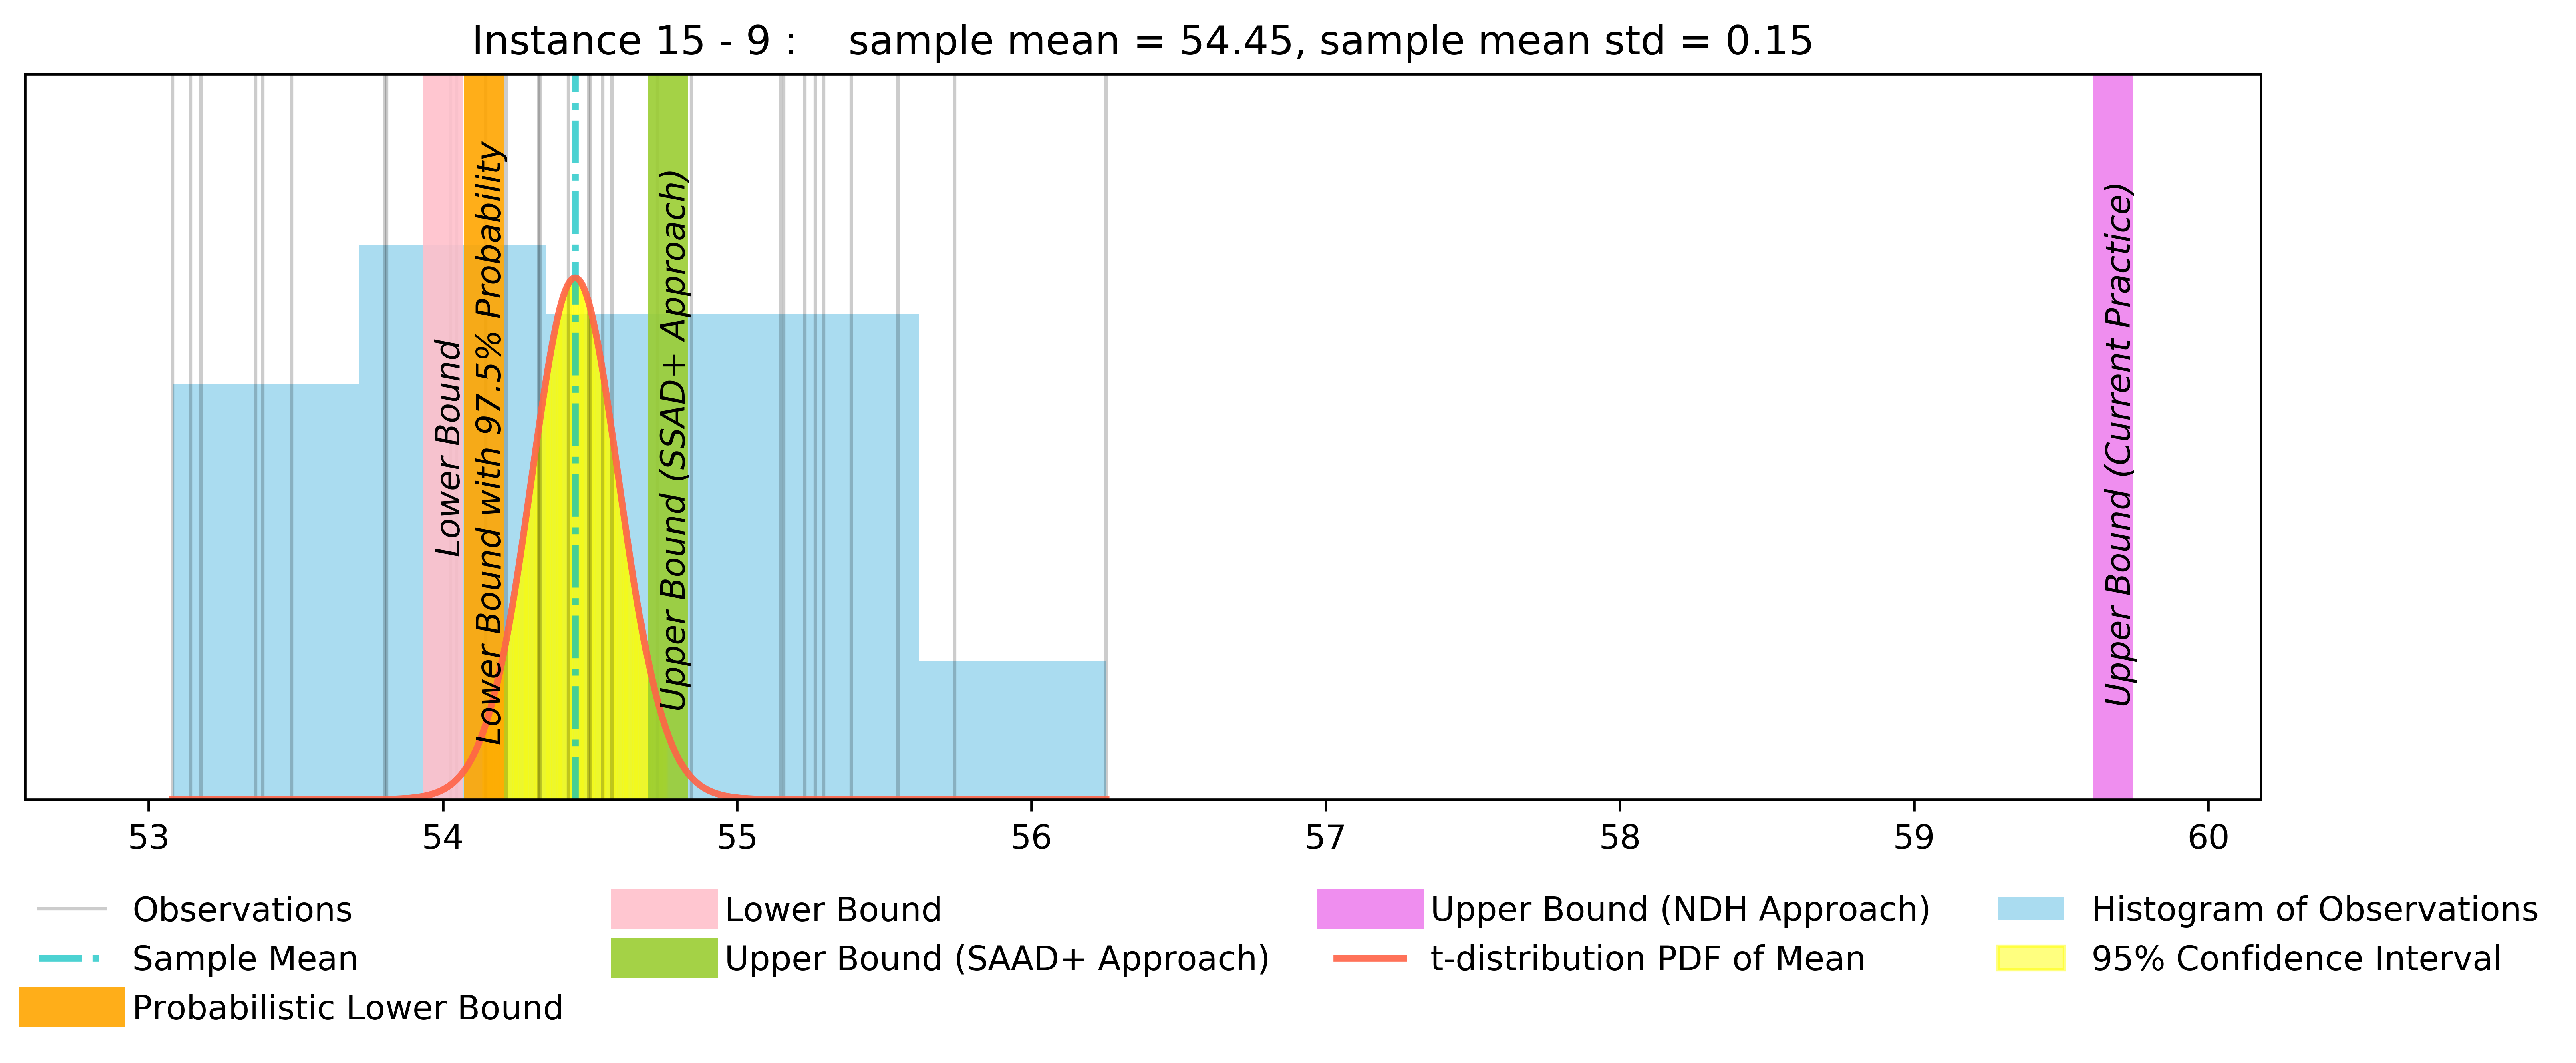 Instance 15 - 9 :    sample mean = 54.45, sample mean std = 0.15
Lower Bound
Lower Bound with 97.5% Probability
Upper Bound (SSAD+ Approach)
Upper Bound (Current Practice)
53 54 55 56 57 58 59 60
Observations
Sample Mean
Probabilistic Lower Bound
Lower Bound
Upper Bound (SAAD+ Approach)
Upper Bound (NDH Approach)
t-distribution PDF of Mean
Histogram of Observations
95% Confidence Interval